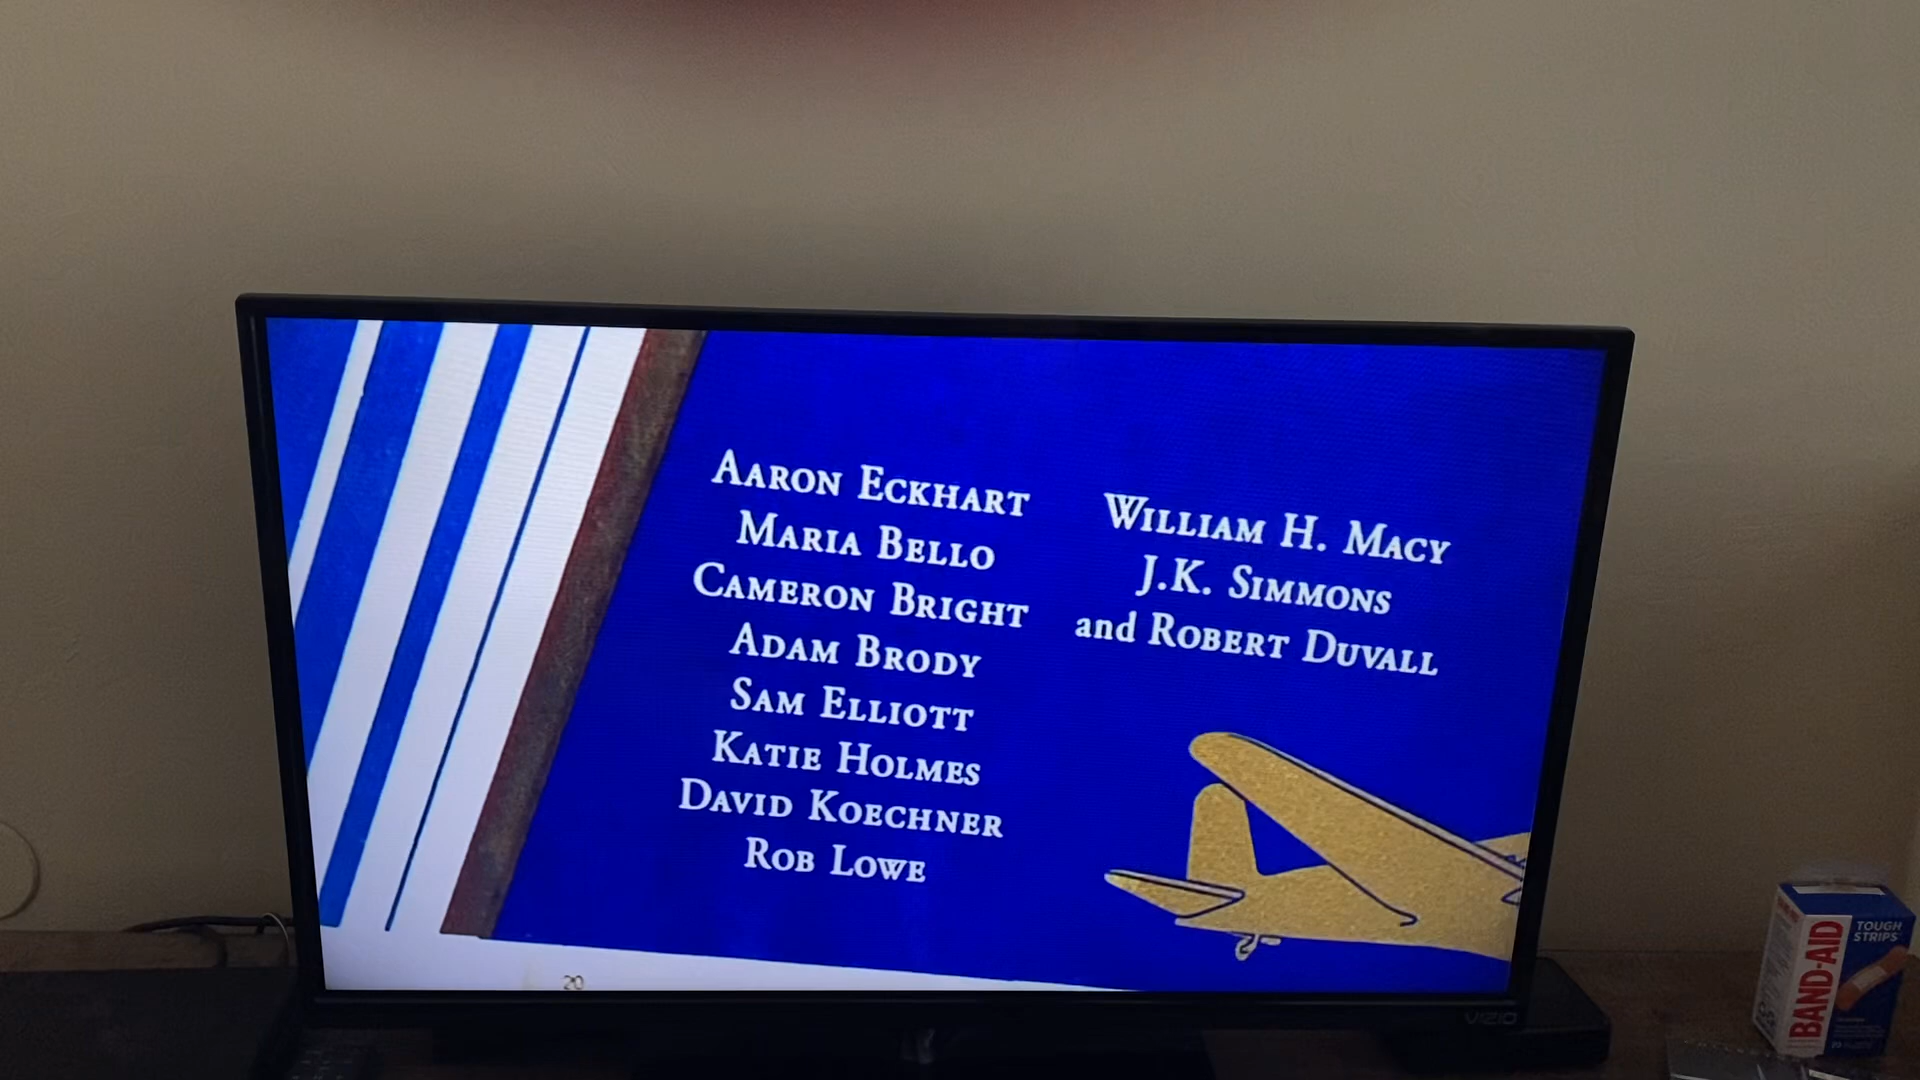 Aaron Eckhart
Maria Bello
Cameron Bright
Adam Brody
Sam Elliott
Katie Holmes
David Koechner
Rob Lowe
William H. Macy
J.K. Simmons
and Robert Duvall
20
VIZIO
BAND-AID
TOUGH
STRIPS